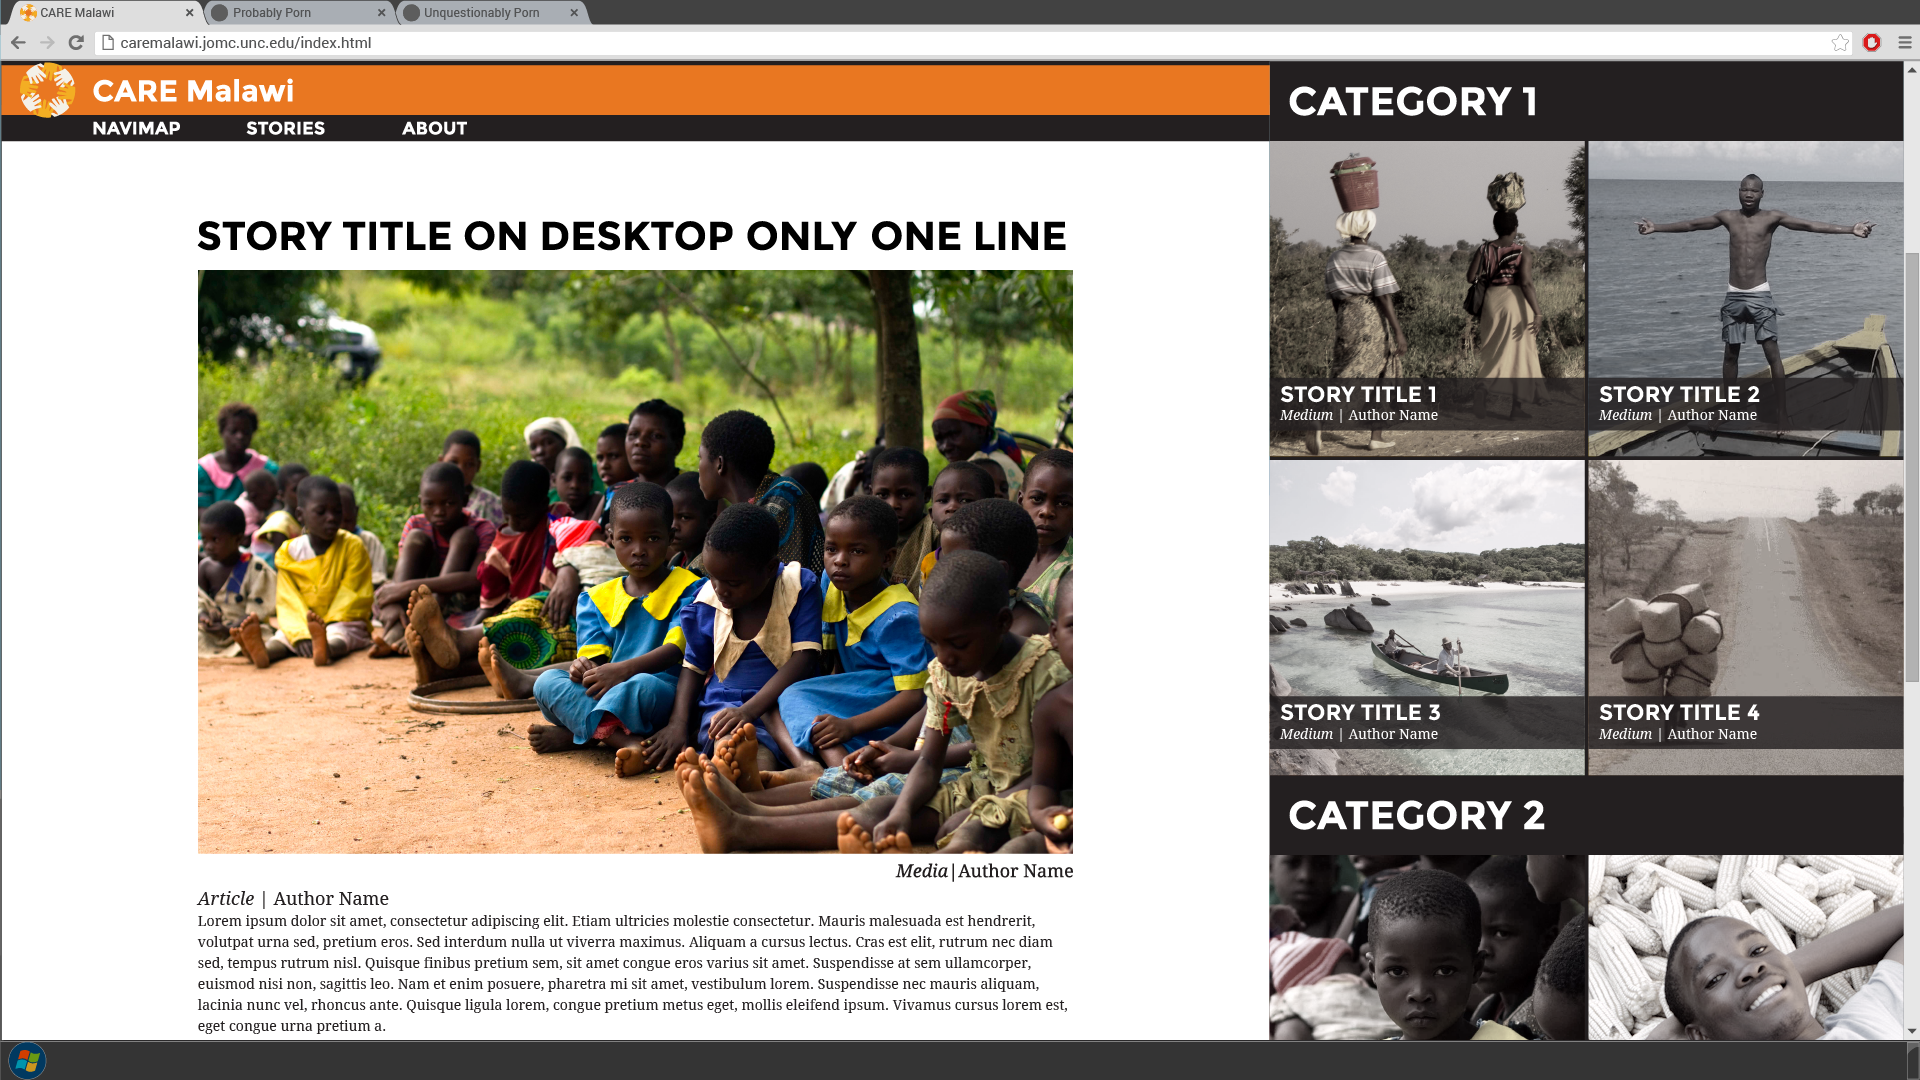 CARE Malawi
Probably Porn
Unquestionably Porn
caremalawi.jomc.unc.edu/index.html
CARE Malawi
NAVIMAP STORIES ABOUT
STORY TITLE ON DESKTOP ONLY ONE LINE
Media|Author Name
Article | Author Name
Lorem ipsum dolor sit amet, consectetur adipiscing elit. Etiam ultricies molestie consectetur. Mauris malesuada est hendrerit,
volutpat urna sed, pretium eros. Sed interdum nulla ut viverra maximus. Aliquam a cursus lectus. Cras est elit, rutrum nec diam
sed, tempus rutrum nisl. Quisque finibus pretium sem, sit amet congue eros varius sit amet. Suspendisse at sem ullamcorper,
euismod nisi non, sagittis leo. Nam et enim posuere, pharetra mi sit amet, vestibulum lorem. Suspendisse nec mauris aliquam,
lacinia nunc vel, rhoncus ante. Quisque ligula lorem, congue pretium metus eget, mollis eleifend ipsum. Vivamus cursus lorem est,
eget congue urna pretium a.
CATEGORY 1
STORY TITLE 1
Medium | Author Name
STORY TITLE 2
Medium | Author Name
STORY TITLE 3
Medium | Author Name
STORY TITLE 4
Medium | Author Name
CATEGORY 2